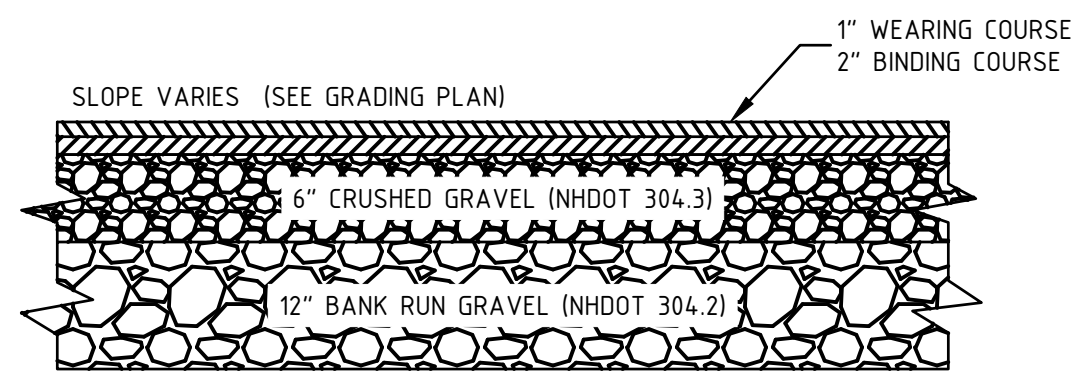 1" WEARING COURSE
2" BINDING COURSE
SLOPE VARIES (SEE GRADING PLAN)
6" CRUSHED GRAVEL (NHDOT 304.3)
12" BANK RUN GRAVEL (NHDOT 304.2)